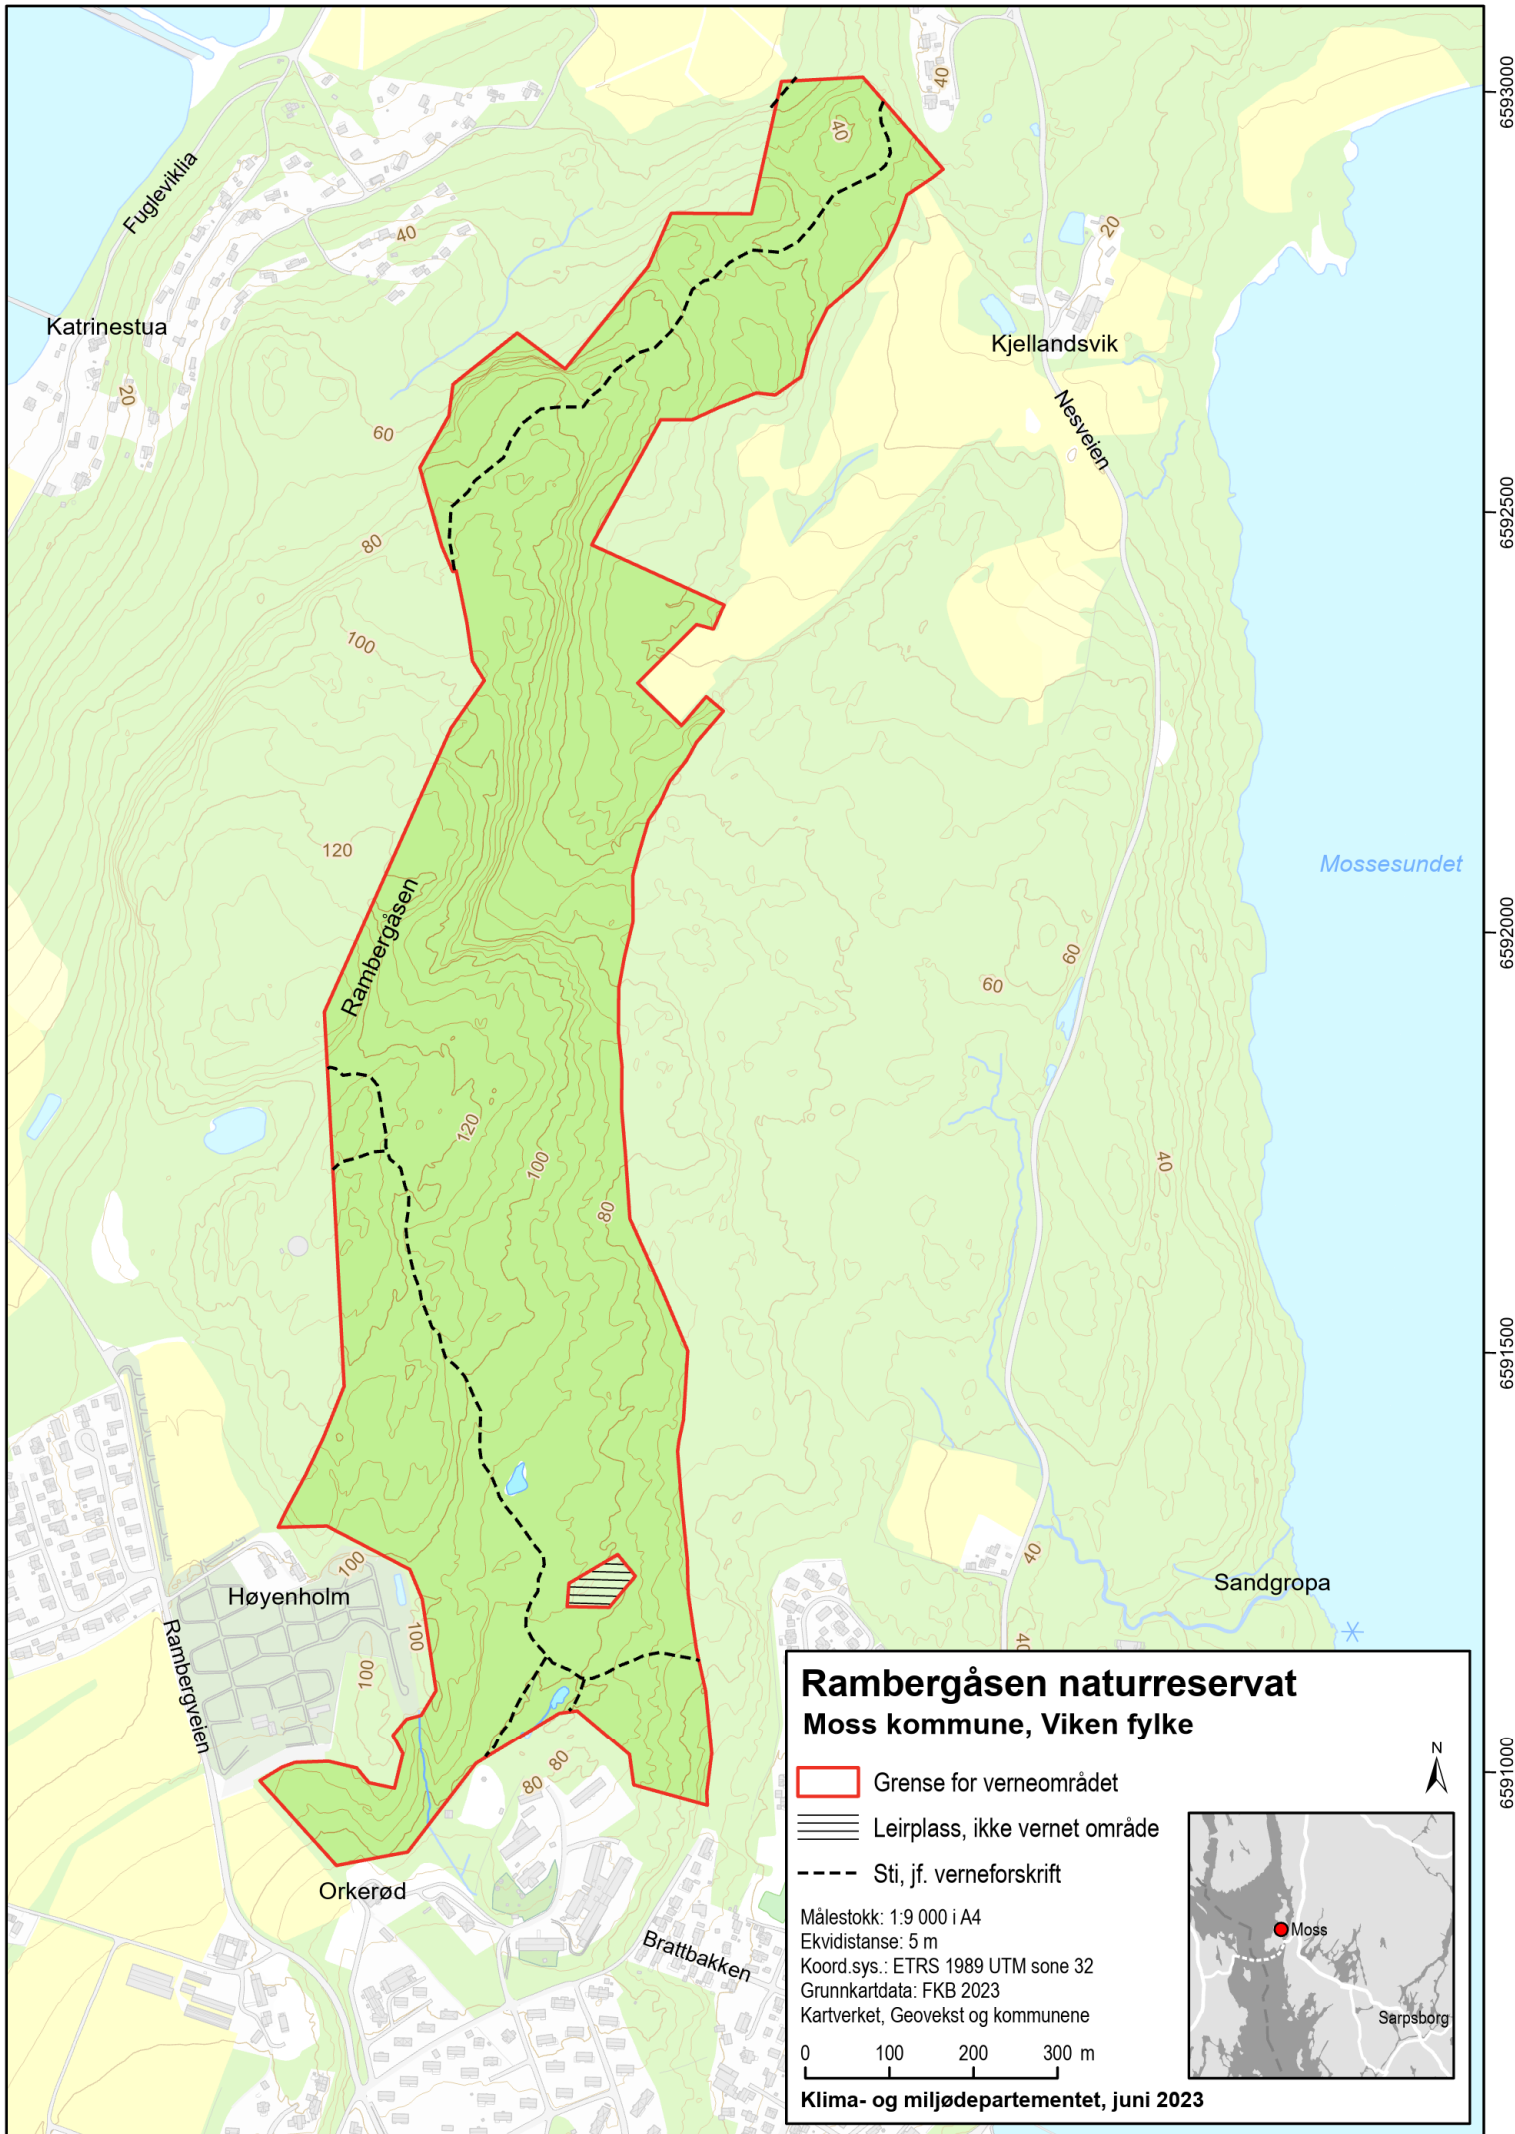 40
6593000
Fugleviklia
40
40
20
Katrinestua
Kjellandsvik
20
60
Nesveien
6592500
80
100
120
Mossesundet
Rambergåsen
6592000
60
60
120
100
40
80
6591500
100
40
Høyenholm
Sandgropa
100
100
40
Rambergveien
80
80
6591000
Orkerød
Brattbakken
Rambergåsen naturreservat
Moss kommune, Viken fylke
Grense for verneområdet
Leirplass, ikke vernet område
Sti, jf. verneforskrift
Målestokk: 1:9 000 i A4
Ekvidistanse: 5 m
Koord.sys.: ETRS 1989 UTM sone 32
Grunnkartdata: FKB 2023
Kartverket, Geovekst og kommunene
0 100 200 300 m
Klima- og miljødepartementet, juni 2023
N
Moss
Sarpsborg